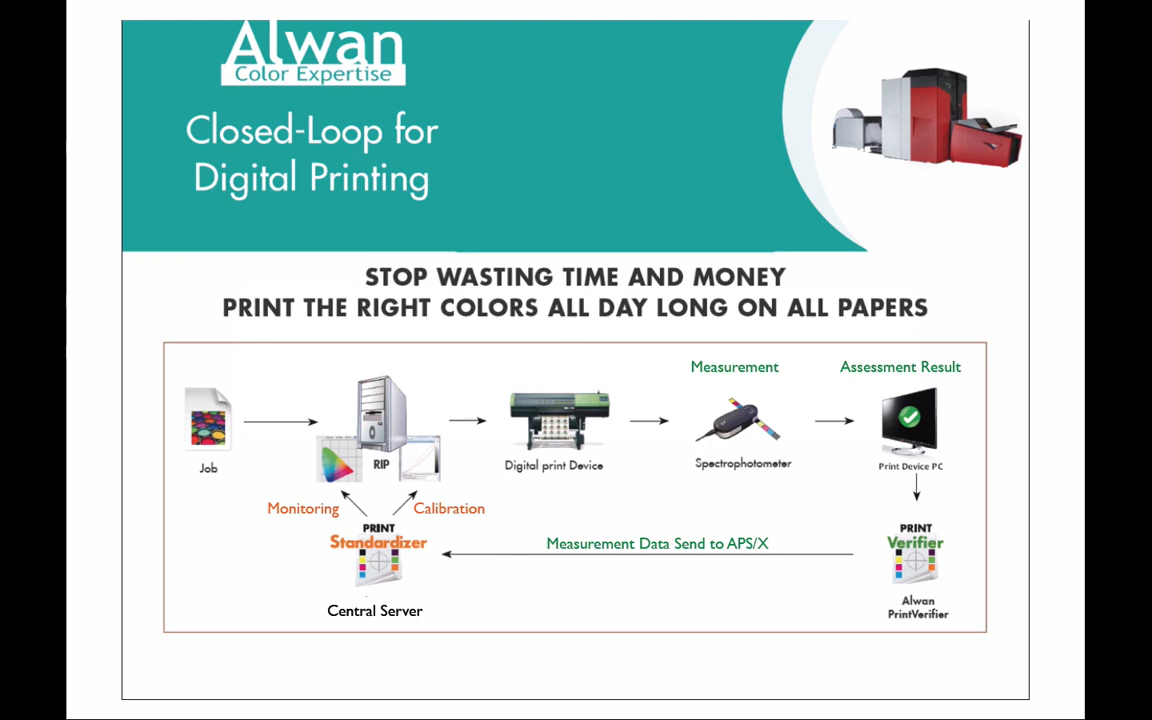 Alwan
Color Expertise
Closed-Loop for
Digital Printing
STOP WASTING TIME AND MONEY
PRINT THE RIGHT COLORS ALL DAY LONG ON ALL PAPERS
Measurement
Assessment Result
Job
RIP
Digital print Device
Spectrophotometer
Print Device PC
Monitoring
Calibration
PRINT
Standardizer
Measurement Data Send to APS/X
PRINT
Verifier
Central Server
Alwan
PrintVerifier